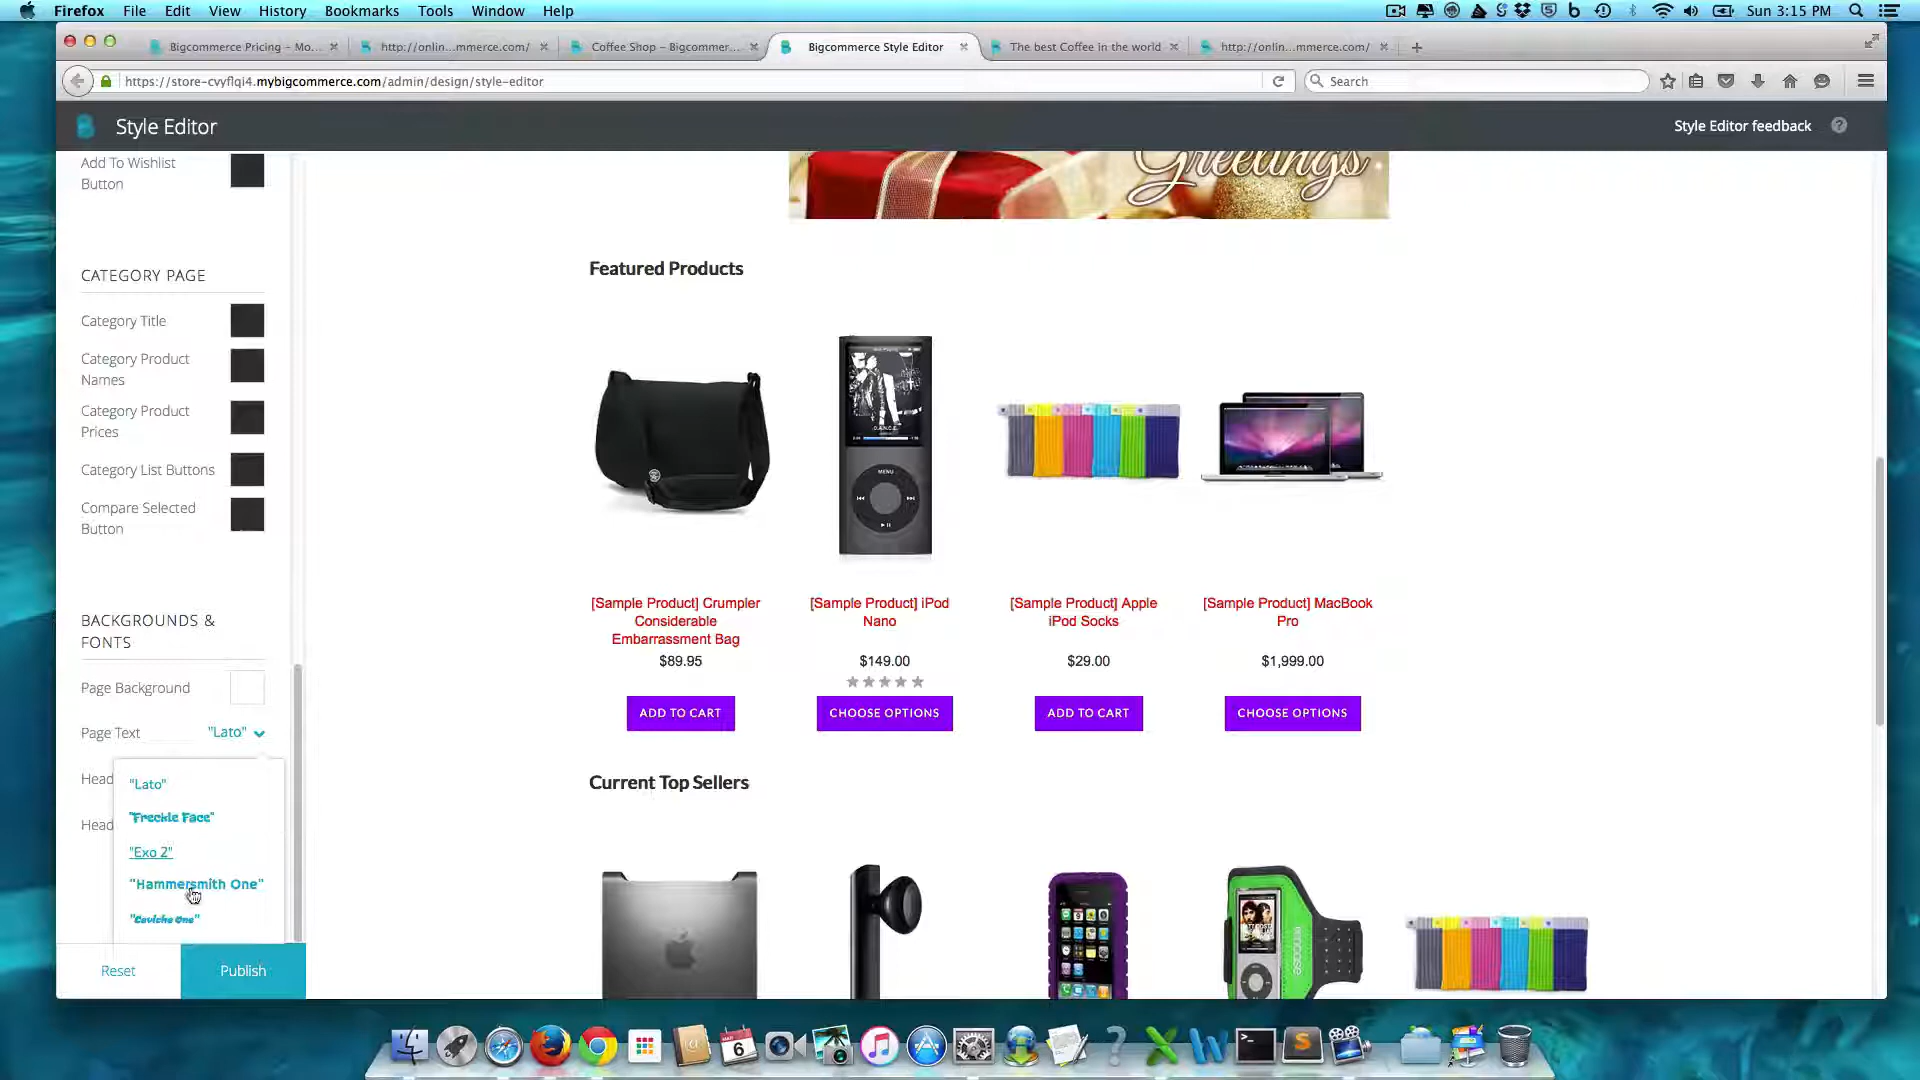 Firefox File Edit View History Bookmarks Tools Window Help
Sun 3:15 PM
Bigcommerce Pricing – Mo...
http://onlin...mmerce.com/
Coffee Shop – Bigcommer...
Bigcommerce Style Editor
The best Coffee in the world
http://onlin...mmerce.com/
https://store-cvyflqi4.mybigcommerce.com/admin/design/style-editor
Search
Style Editor
Style Editor feedback
?
Add To Wishlist
Button
CATEGORY PAGE
Category Title
Category Product
Names
Category Product
Prices
Category List Buttons
Compare Selected
Button
BACKGROUNDS &
FONTS
Page Background
Page Text
"Lato"
Head
Head
"Lato"
"Freckle Face"
"Exo 2"
"Hammersmith One"
"Ceviche One"
Reset
Publish
Greetings
Featured Products
MENU
[Sample Product] Crumpler
Considerable
Embarrassment Bag
$89.95
ADD TO CART
[Sample Product] iPod
Nano
$149.00
CHOOSE OPTIONS
[Sample Product] Apple
iPod Socks
$29.00
ADD TO CART
[Sample Product] MacBook
Pro
$1,999.00
CHOOSE OPTIONS
Current Top Sellers
6